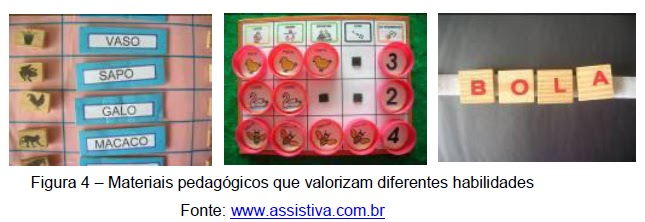 VASO
SAPO
GALO
MACACO
3
2
4
B O L A
Figura 4 – Materiais pedagógicos que valorizam diferentes habilidades
Fonte: www.assistiva.com.br